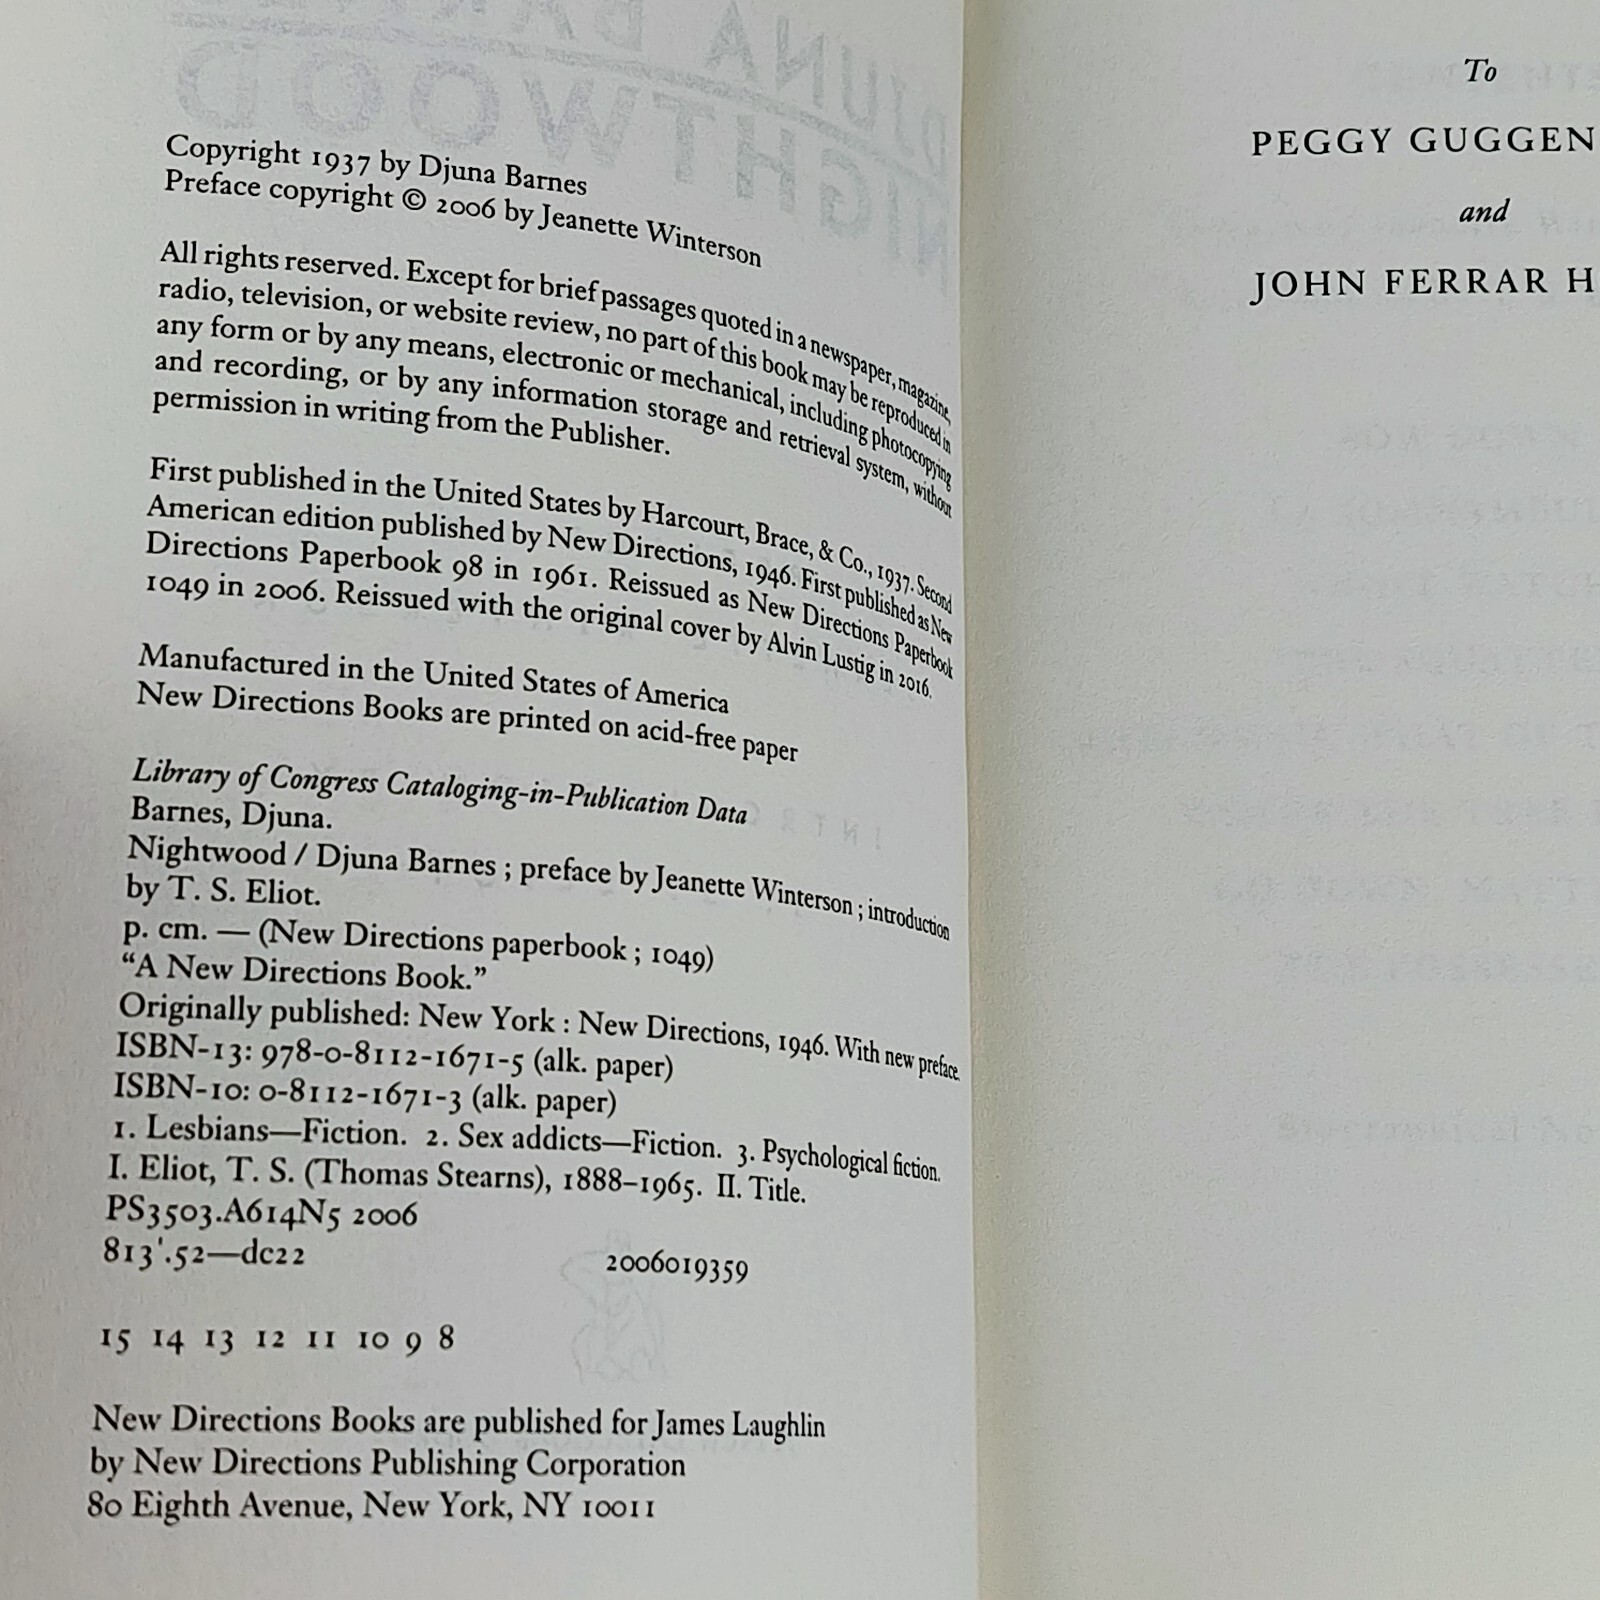 Copyright 1937 by Djuna Barnes
Preface copyright © 2006 by Jeanette Winterson
All rights reserved. Except for brief passages quoted in a newspaper, magazine,
radio, television, or website review, no part of this book may be reproduced in
any form or by any means, electronic or mechanical, including photocopying
and recording, or by any information storage and retrieval system, without
permission in writing from the Publisher.
First published in the United States by Harcourt, Brace, & Co., 1937. Second
American edition published by New Directions, 1946. First published as New
Directions Paperbook 98 in 1961. Reissued as New Directions Paperbook
1049 in 2006. Reissued with the original cover by Alvin Lustig in 2016.
Manufactured in the United States of America
New Directions Books are printed on acid-free paper
Library of Congress Cataloging-in-Publication Data
Barnes, Djuna.
Nightwood / Djuna Barnes ; preface by Jeanette Winterson ; introduction
by T. S. Eliot.
p. cm. — (New Directions paperbook ; 1049)
“A New Directions Book.”
Originally published: New York : New Directions, 1946. With new preface.
ISBN-13: 978-0-8112-1671-5 (alk. paper)
ISBN-10: 0-8112-1671-3 (alk. paper)
1. Lesbians—Fiction. 2. Sex addicts—Fiction. 3. Psychological fiction.
I. Eliot, T. S. (Thomas Stearns), 1888–1965. II. Title.
PS3503.A614N5 2006
813'.52—dc22 2006019359
15 14 13 12 11 10 9 8
New Directions Books are published for James Laughlin
by New Directions Publishing Corporation
80 Eighth Avenue, New York, NY 10011
To
PEGGY GUGGEN
and
JOHN FERRAR H